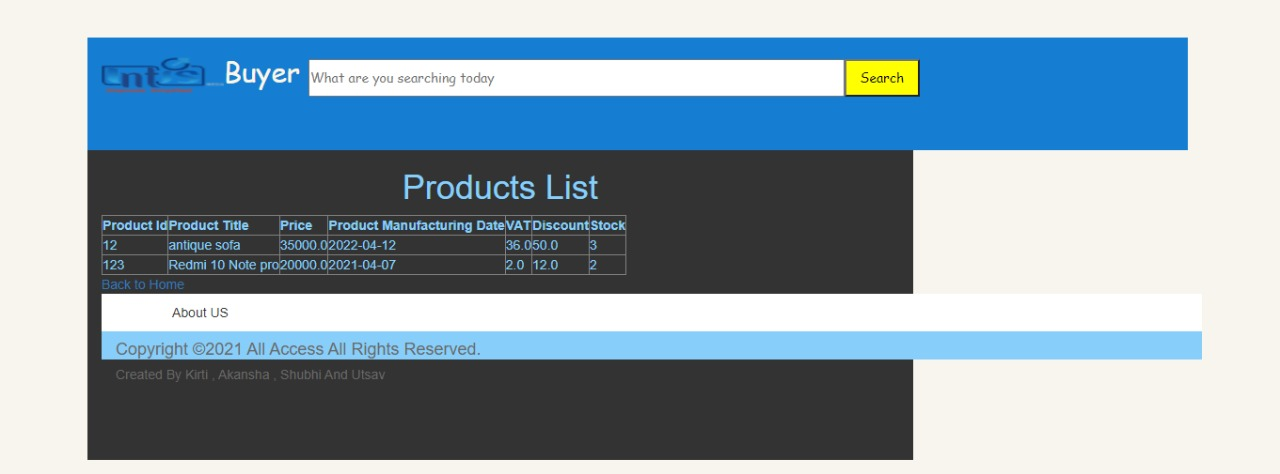 Buyer What are you searching today Search
Products List
Product Id Product Title Price Product Manufacturing Date VAT Discount Stock
12 antique sofa 35000.0 2022-04-12 36.0 50.0 3
123 Redmi 10 Note pro 20000.0 2021-04-07 2.0 12.0 2
Back to Home
About US
Copyright ©2021 All Access All Rights Reserved.
Created By Kirti , Akansha , Shubhi And Utsav